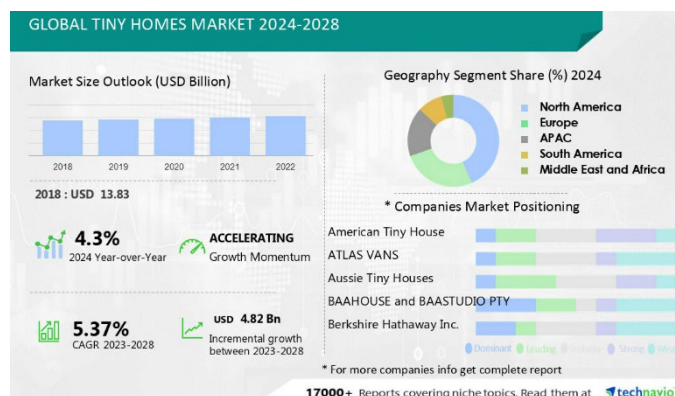 GLOBAL TINY HOMES MARKET 2024-2028
Market Size Outlook (USD Billion)
2018 2019 2020 2021 2022
2018 : USD 13.83
4.3%
2024 Year-over-Year
ACCELERATING
Growth Momentum
5.37%
CAGR 2023-2028
USD 4.82 Bn
Incremental growth
between 2023-2028
Geography Segment Share (%) 2024
North America
Europe
APAC
South America
Middle East and Africa
* Companies Market Positioning
American Tiny House
ATLAS VANS
Aussie Tiny Houses
BAAHOUSE and BAASTUDIO PTY
Berkshire Hathaway Inc.
Dominant Leading Strong
* For more companies info get complete report
17000+ Reports covering niche topics. Read them at technavio